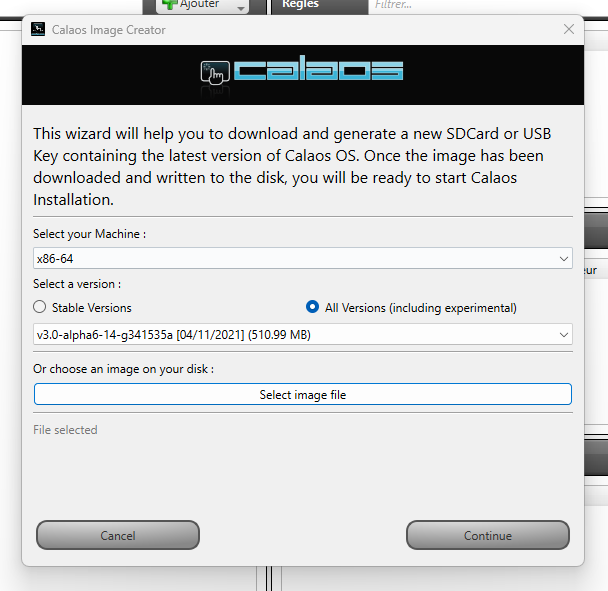 Ajouter
Règles
Filtrer...
Calaos Image Creator
calaos
This wizard will help you to download and generate a new SDCard or USB
Key containing the latest version of Calaos OS. Once the image has been
downloaded and written to the disk, you will be ready to start Calaos
Installation.
Select your Machine :
x86-64
Select a version :
Stable Versions
All Versions (including experimental)
v3.0-alpha6-14-g341535a [04/11/2021] (510.99 MB)
Or choose an image on your disk :
Select image file
File selected
Cancel
Continue
eur